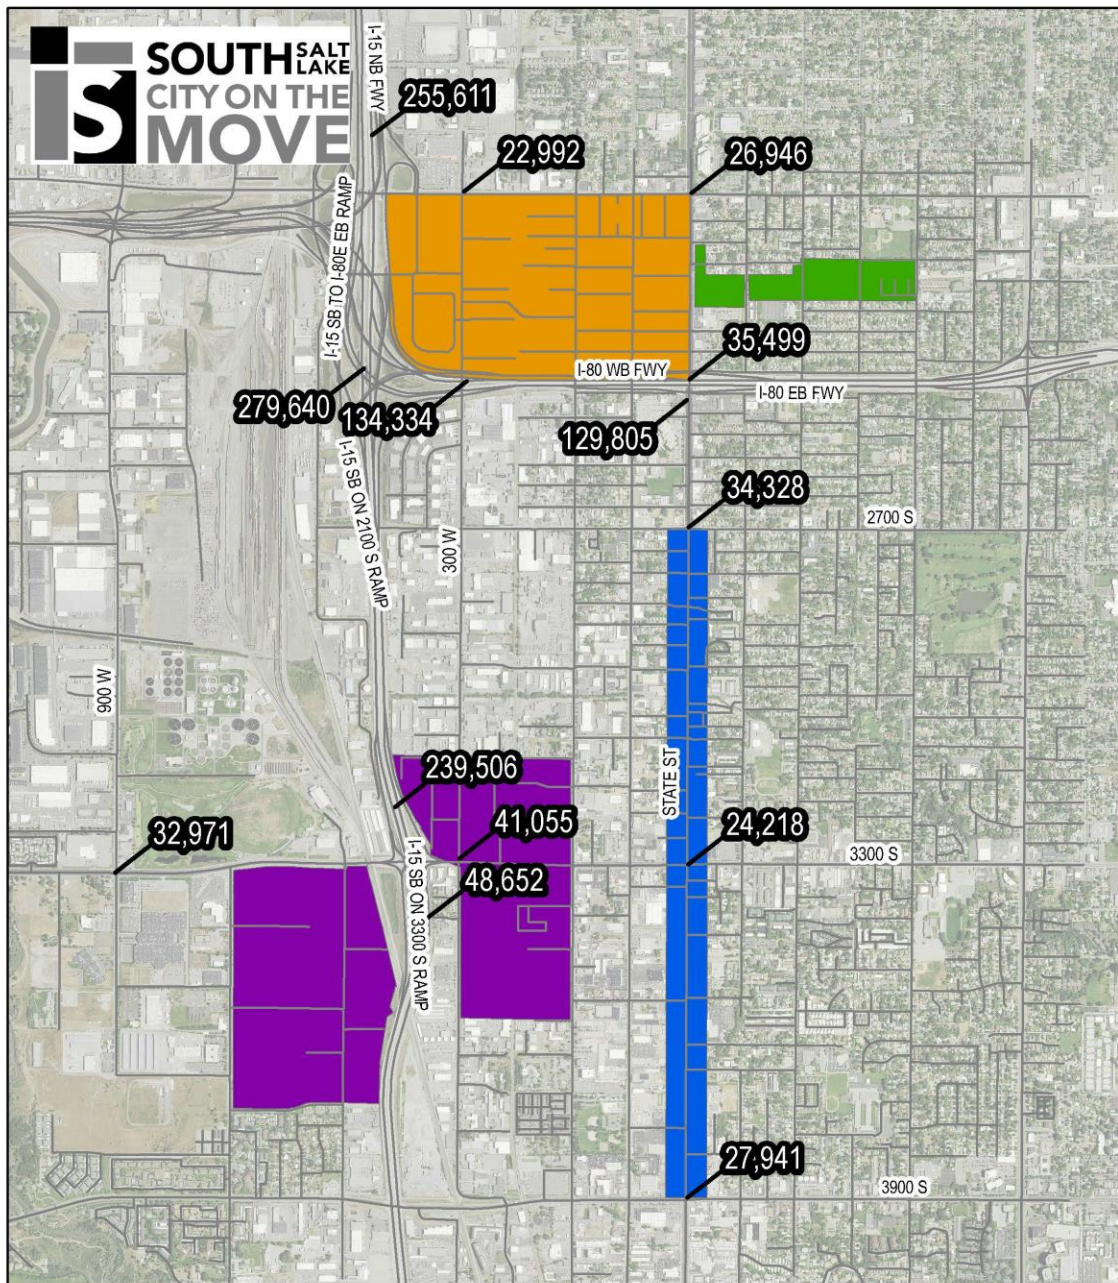 SOUTH SALT LAKE
CITY ON THE
MOVE
I-15 NB FWY
255,611
22,992
26,946
I-15 SB TO I-80E EB RAMP
35,499
I-80 WB FWY
I-80 EB FWY
279,640
134,334
129,805
I-15 SB ON 2100 S RAMP
34,328
2700 S
300 W
900 W
STATE ST
239,506
41,055
32,971
24,218
3300 S
I-15 SB ON 3300 S RAMP
48,652
27,941
3900 S